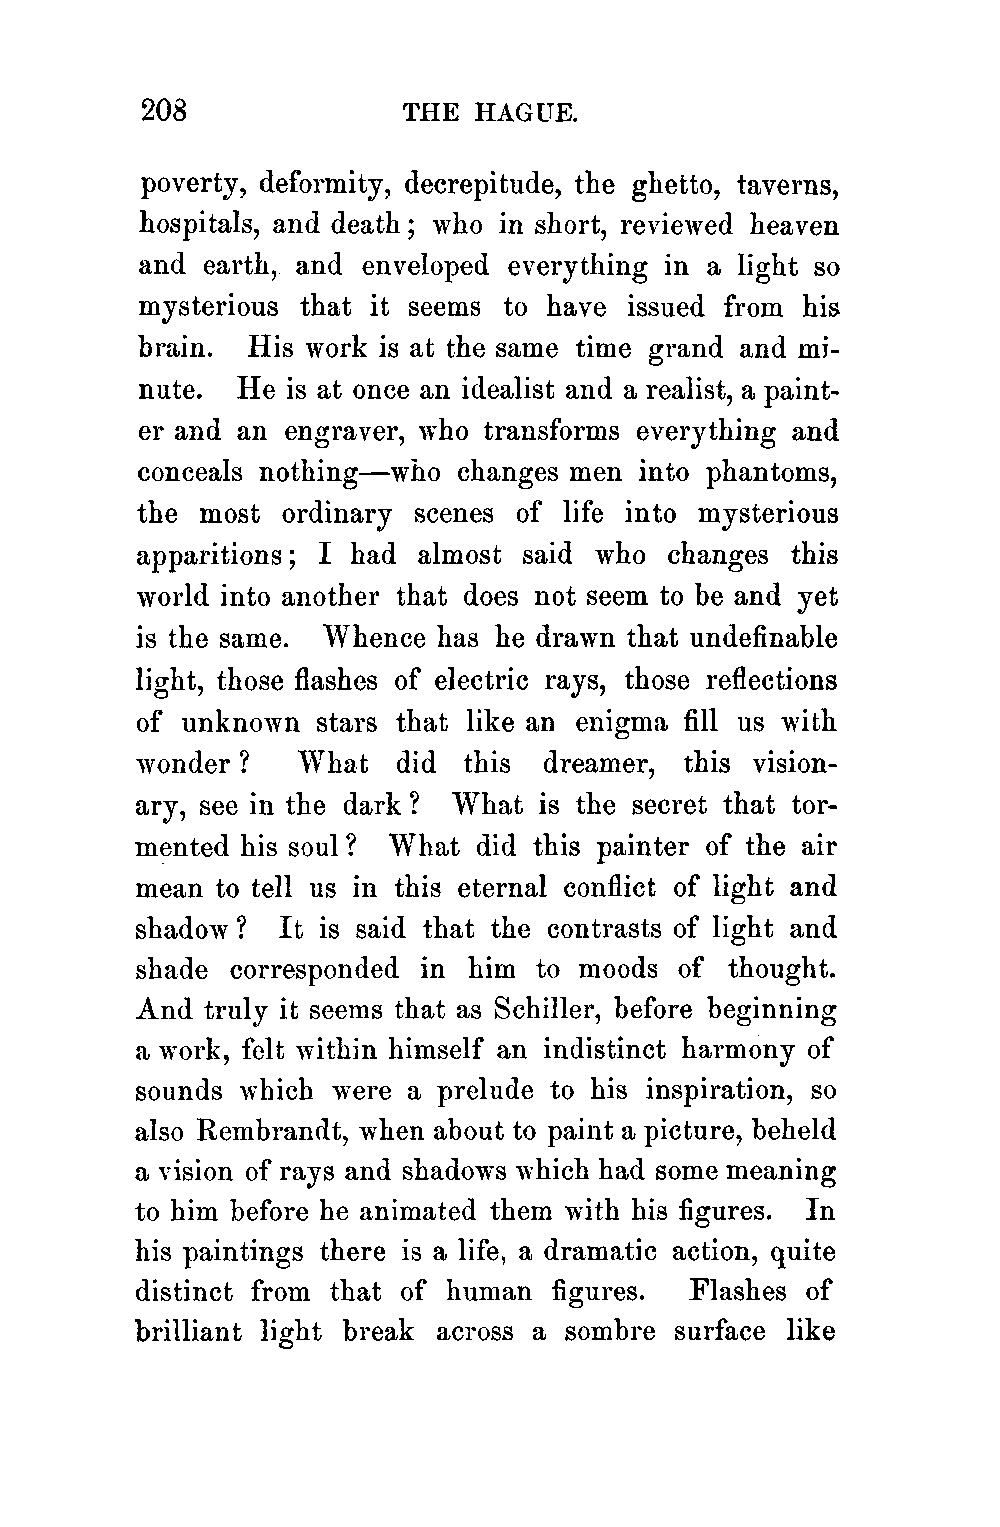 208 THE HAGUE.
poverty, deformity, decrepitude, the ghetto, taverns,
hospitals, and death; who in short, reviewed heaven
and earth, and enveloped everything in a light so
mysterious that it seems to have issued from his
brain. His work is at the same time grand and mi-
nute. He is at once an idealist and a realist, a paint-
er and an engraver, who transforms everything and
conceals nothing—who changes men into phantoms,
the most ordinary scenes of life into mysterious
apparitions; I had almost said who changes this
world into another that does not seem to be and yet
is the same. Whence has he drawn that undefinable
light, those flashes of electric rays, those reflections
of unknown stars that like an enigma fill us with
wonder? What did this dreamer, this vision-
ary, see in the dark? What is the secret that tor-
mented his soul? What did this painter of the air
mean to tell us in this eternal conflict of light and
shadow? It is said that the contrasts of light and
shade corresponded in him to moods of thought.
And truly it seems that as Schiller, before beginning
a work, felt within himself an indistinct harmony of
sounds which were a prelude to his inspiration, so
also Rembrandt, when about to paint a picture, beheld
a vision of rays and shadows which had some meaning
to him before he animated them with his figures. In
his paintings there is a life, a dramatic action, quite
distinct from that of human figures. Flashes of
brilliant light break across a sombre surface like